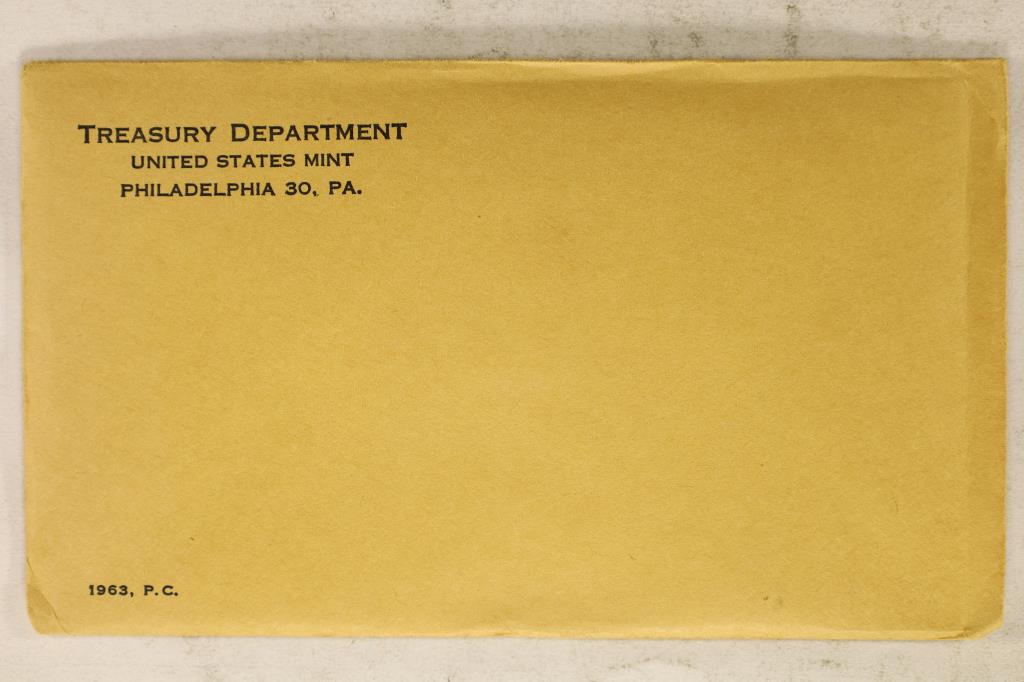 TREASURY DEPARTMENT
UNITED STATES MINT
PHILADELPHIA 30, PA.
1963, P.C.